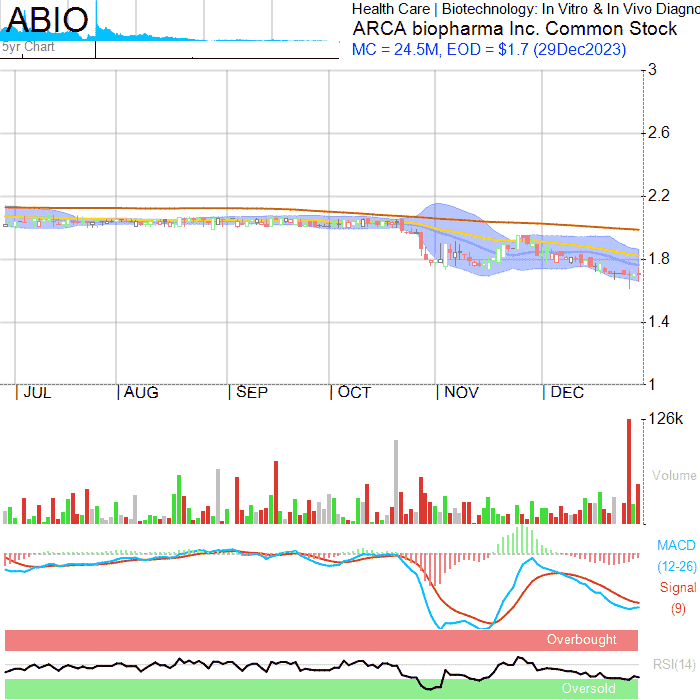 ABIO
5yr Chart
Health Care | Biotechnology: In Vitro & In Vivo Diagno
ARCA biopharma Inc. Common Stock
MC = 24.5M, EOD = $1.7 (29Dec2023)
3
2.6
2.2
1.8
1.4
1
| JUL | AUG | SEP | OCT | NOV | DEC
126k
Volume
MACD
(12-26)
Signal
(9)
Overbought
RSI(14)
Oversold